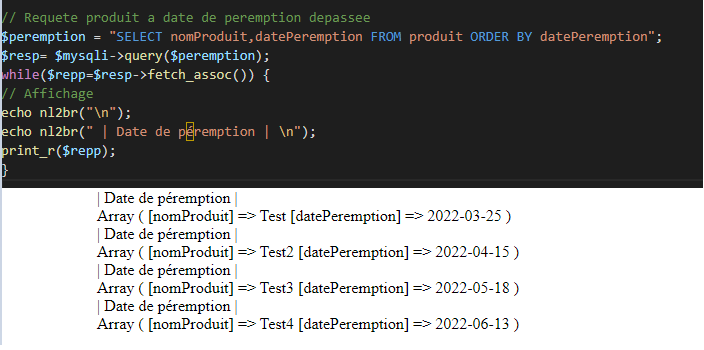 // Requete produit a date de peremption depassee
$peremption = "SELECT nomProduit,datePeremption FROM produit ORDER BY datePeremption";
$resp= $mysqli->query($peremption);
while($repp=$resp->fetch_assoc()) {
// Affichage
echo nl2br("\n");
echo nl2br(" | Date de péremption | \n");
print_r($repp);
}
| Date de péremption |
Array ( [nomProduit] => Test [datePeremption] => 2022-03-25 )
| Date de péremption |
Array ( [nomProduit] => Test2 [datePeremption] => 2022-04-15 )
| Date de péremption |
Array ( [nomProduit] => Test3 [datePeremption] => 2022-05-18 )
| Date de péremption |
Array ( [nomProduit] => Test4 [datePeremption] => 2022-06-13 )